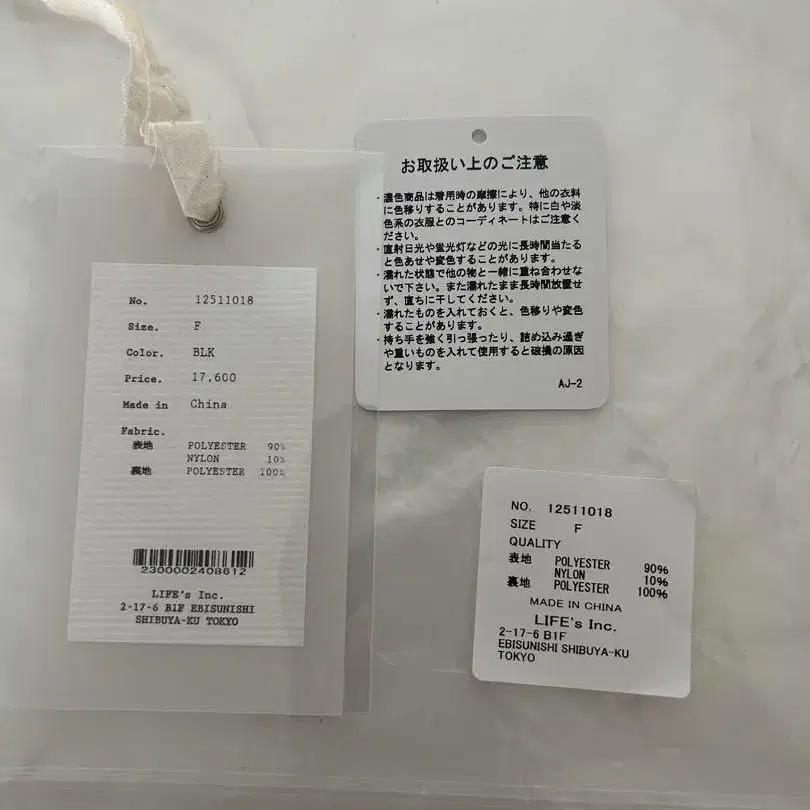 No. 12511018
Size. F
Color. BLK
Price. 17,600
Made in China
Fabric.
表地 POLYESTER 90%
NYLON 10%
裏地 POLYESTER 100%
2300002408612
LIFE's Inc.
2-17-6 B1F EBISUNISHI
SHIBUYA-KU TOKYO
お取扱い上のご注意
・濃色商品は着用時の摩擦により、他の衣料
に色移りすることがあります。特に白や淡
色系の衣服とのコーディネートはご注意く
ださい。
・直射日光や蛍光灯などの光に長時間当たる
と色あせや変色することがあります。
・濡れた状態で他の物と一緒に重ね合わせな
いで下さい。また濡れたまま長時間放置せ
ず、直ちに干してください。
・濡れたものを入れておくと、色移りや変色
することがあります。
・持ち手を強く引っ張ったり、詰め込み過ぎ
や重いものを入れて使用すると破損の原因
となります。
AJ-2
NO. 12511018
SIZE F
QUALITY
表地 POLYESTER 90%
NYLON 10%
裏地 POLYESTER 100%
MADE IN CHINA
LIFE's Inc.
2-17-6 B1F
EBISUNISHI SHIBUYA-KU
TOKYO